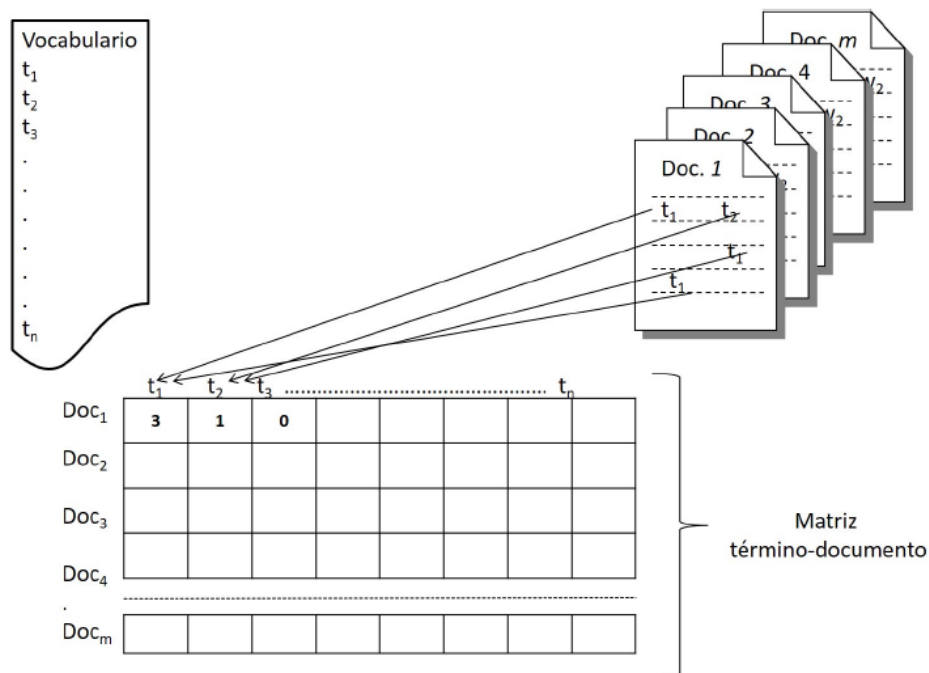 Vocabulario
t1
t2
t3
.
.
.
.
.
.
tn
Doc. m
Doc. 4
Doc. 3
Doc. 2
Doc. 1
t1 t2
t1
t1
t1 t2 t3 ........................................ tn
Doc1 3 1 0
Doc2
Doc3
Doc4
.
Docm
Matriz
término-documento